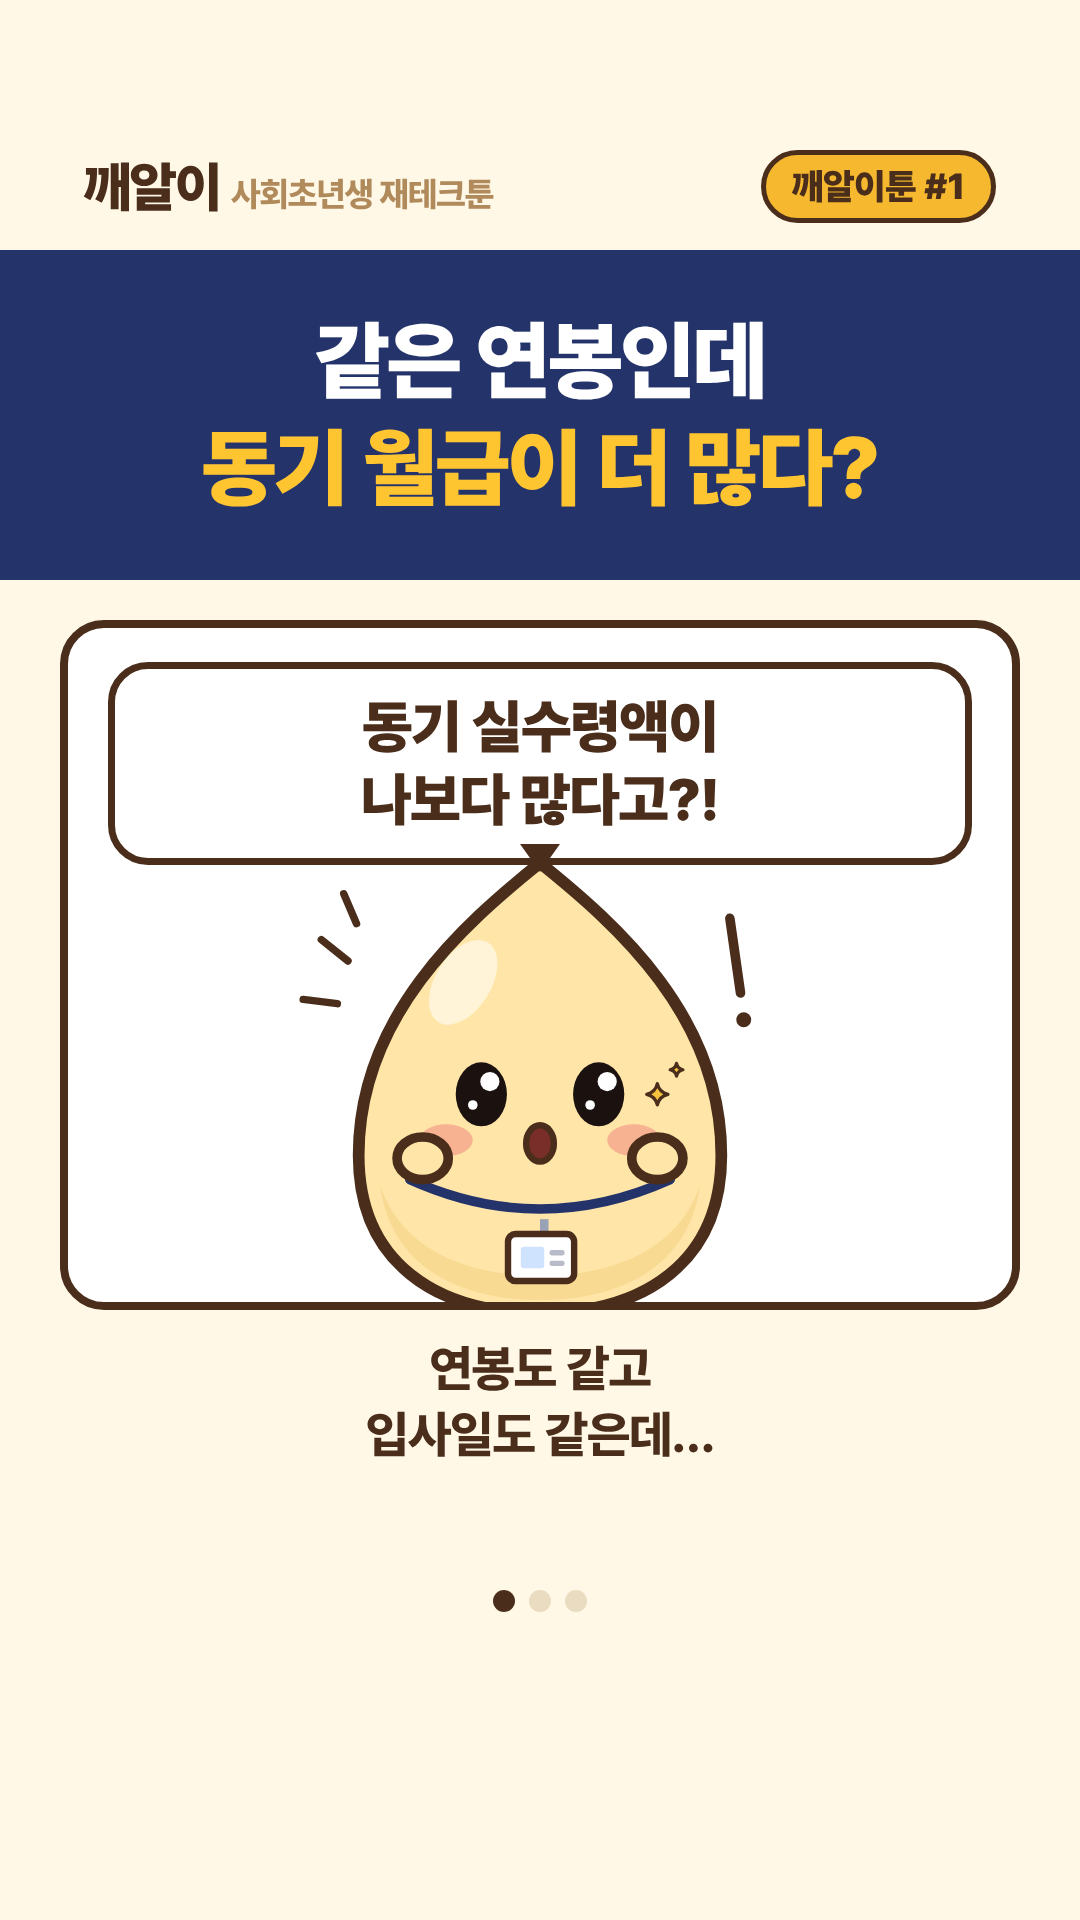 깨알이 사회초년생 재테크툰
깨알이툰 #1
같은 연봉인데
동기 월급이 더 많다?
동기 실수령액이
나보다 많다고?!
연봉도 같고
입사일도 같은데...